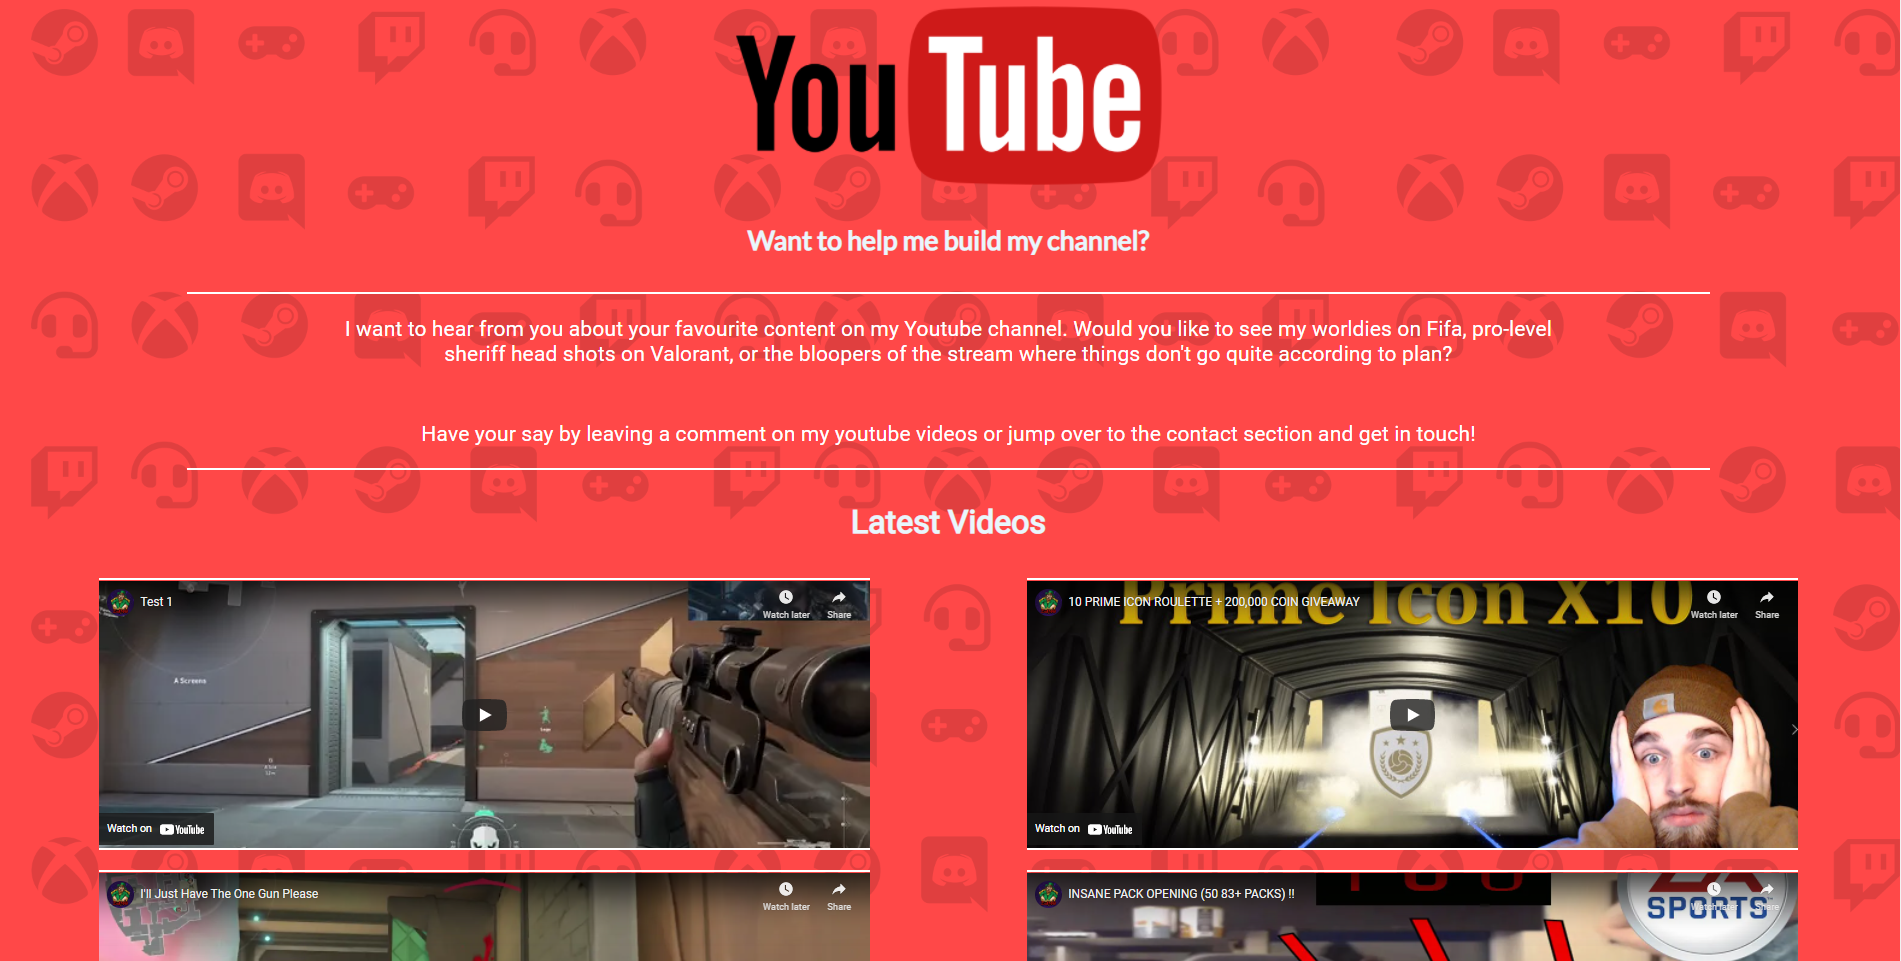 YouTube
Want to help me build my channel?
I want to hear from you about your favourite content on my Youtube channel. Would you like to see my worldies on Fifa, pro-level
sheriff head shots on Valorant, or the bloopers of the stream where things don't go quite according to plan?
Have your say by leaving a comment on my youtube videos or jump over to the contact section and get in touch!
Latest Videos
Test 1
Watch later
Share
A Screens
Sage
Watch on YouTube
Prime Icon X10
10 PRIME ICON ROULETTE + 200,000 COIN GIVEAWAY
Watch later
Share
Watch on YouTube
I'll Just Have The One Gun Please
Watch later
Share
INSANE PACK OPENING (50 83+ PACKS) !!
Watch later
Share
EA
SPORTS